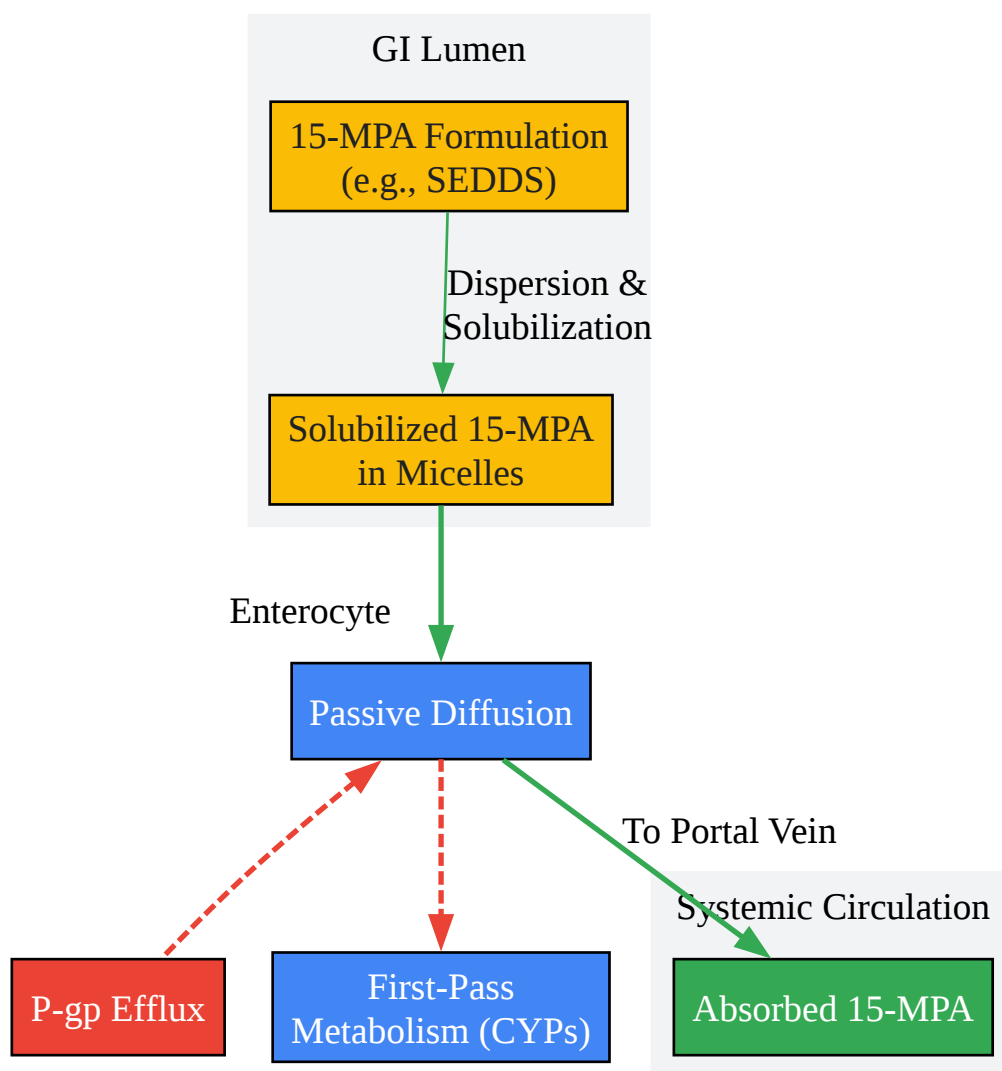 GI Lumen
15-MPA Formulation
(e.g., SEDDS)
Dispersion &
Solubilization
Solubilized 15-MPA
in Micelles
Enterocyte
Passive Diffusion
To Portal Vein
Systemic Circulation
P-gp Efflux
First-Pass
Metabolism (CYPs)
Absorbed 15-MPA